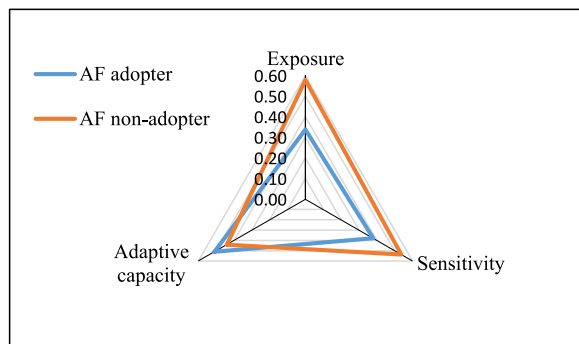 Exposure
AF adopter
AF non-adopter
0.60
0.50
0.40
0.30
0.20
0.10
0.00
Adaptive
capacity
Sensitivity